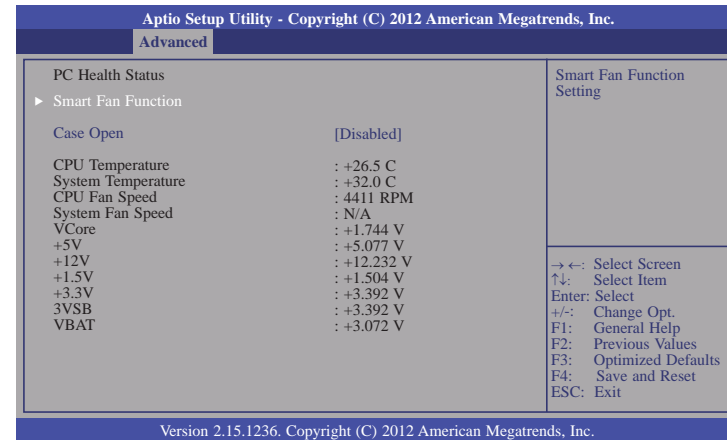 Aptio Setup Utility - Copyright (C) 2012 American Megatrends, Inc.
Advanced
PC Health Status
► Smart Fan Function
Case Open [Disabled]
CPU Temperature : +26.5 C
System Temperature : +32.0 C
CPU Fan Speed : 4411 RPM
System Fan Speed : N/A
VCore : +1.744 V
+5V : +5.077 V
+12V : +12.232 V
+1.5V : +1.504 V
+3.3V : +3.392 V
3VSB : +3.392 V
VBAT : +3.072 V
Smart Fan Function
Setting
→←: Select Screen
↑↓: Select Item
Enter: Select
+/-: Change Opt.
F1: General Help
F2: Previous Values
F3: Optimized Defaults
F4: Save and Reset
ESC: Exit
Version 2.15.1236. Copyright (C) 2012 American Megatrends, Inc.